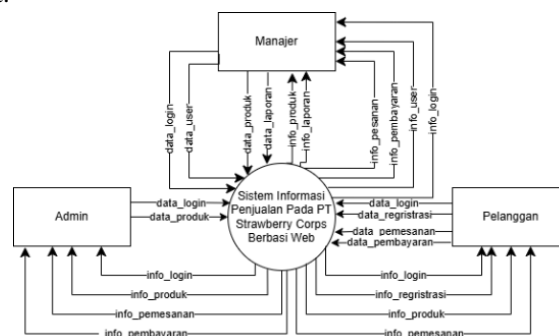 Manajer
data_login
data_user
data_produk
data_laporan
info_produk
info_laporan
info_pesanan
info_pembayaran
info_user
info_login
Admin
data_login
data_produk
Sistem Informasi
Penjualan Pada PT
Strawberry Corps
Berbasi Web
data_login
data_regristrasi
data_pemesanan
data_pembayaran
Pelanggan
info_login
info_produk
info_pemesanan
info_pembayaran
info_login
info_regristrasi
info_produk
info_pemesanan